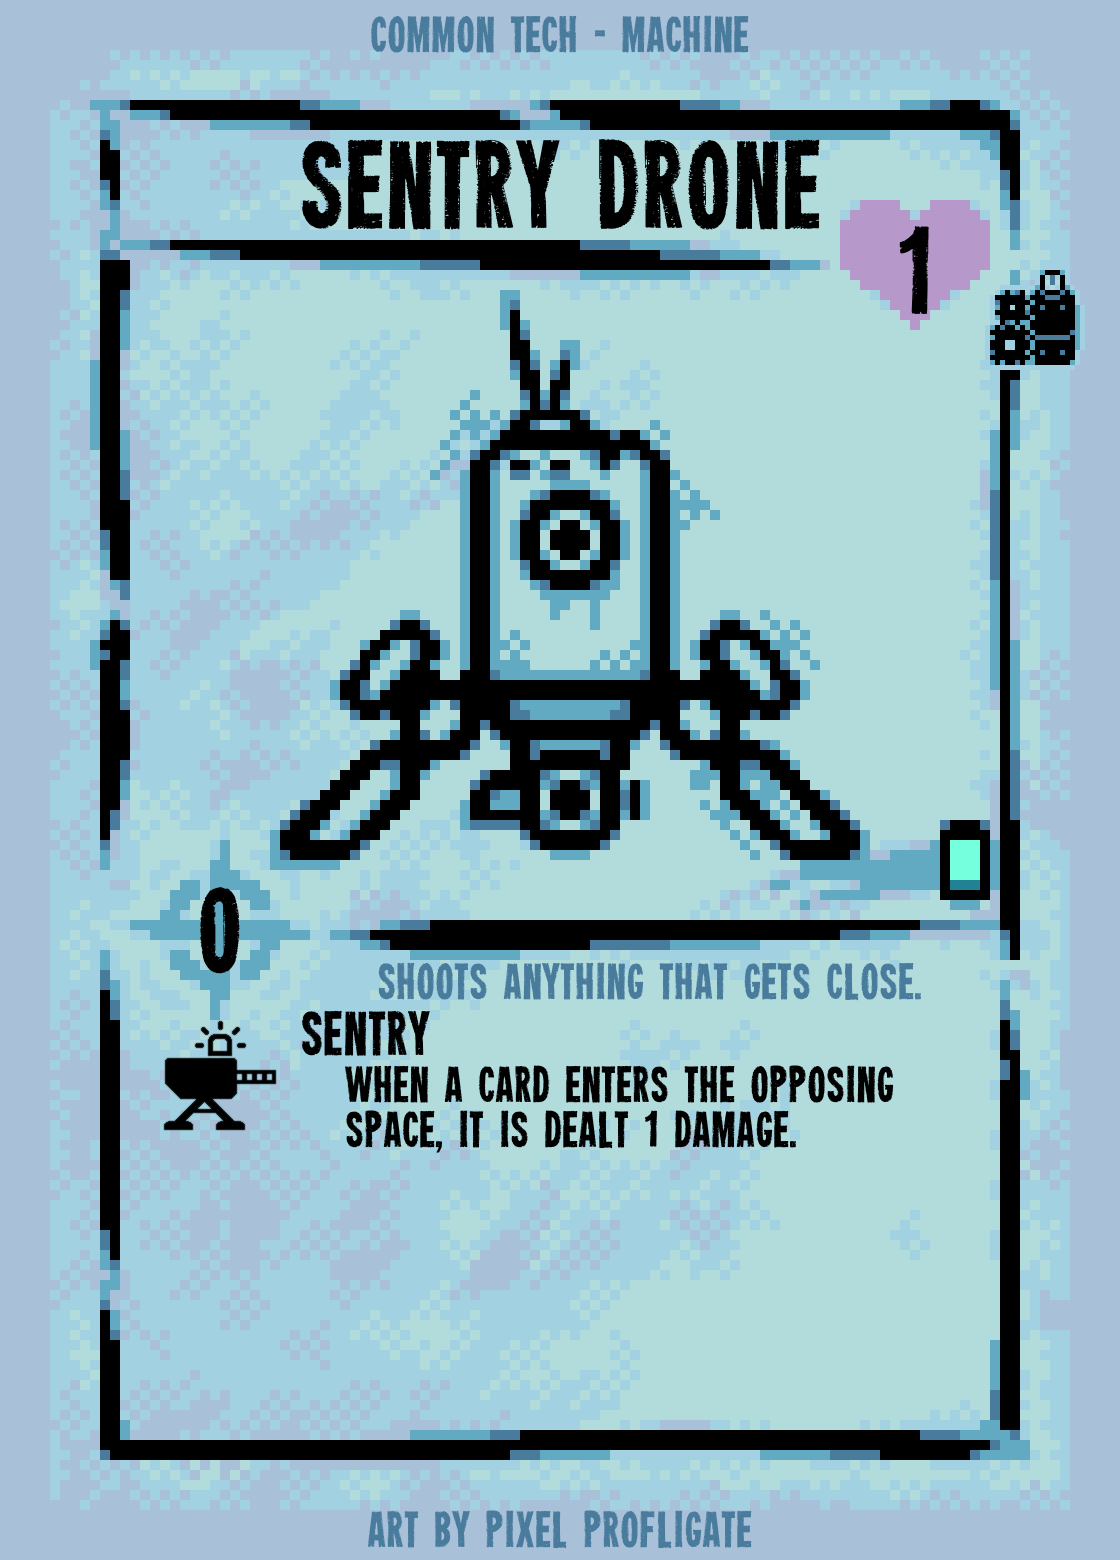 COMMON TECH - MACHINE
SENTRY DRONE
1
0
SHOOTS ANYTHING THAT GETS CLOSE.
SENTRY
WHEN A CARD ENTERS THE OPPOSING
SPACE, IT IS DEALT 1 DAMAGE.
ART BY PIXEL PROFLIGATE